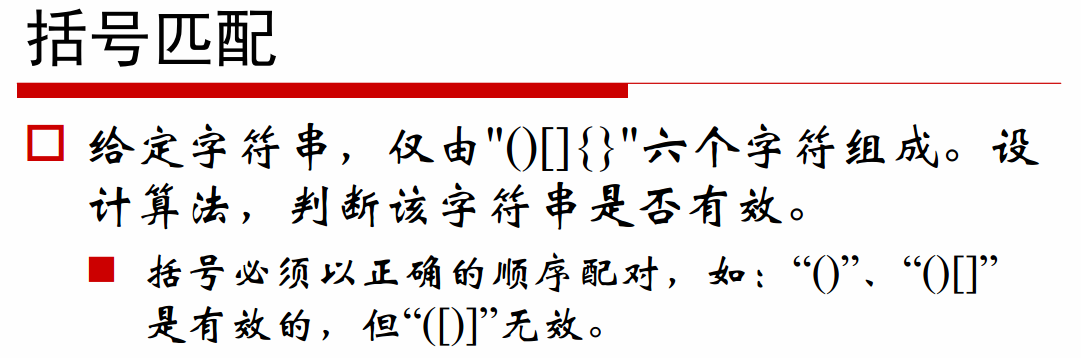 括号匹配
给定字符串，仅由"()[]{}"六个字符组成。设
计算法，判断该字符串是否有效。
括号必须以正确的顺序配对，如：“()”、“()[]”
是有效的，但“([)]”无效。